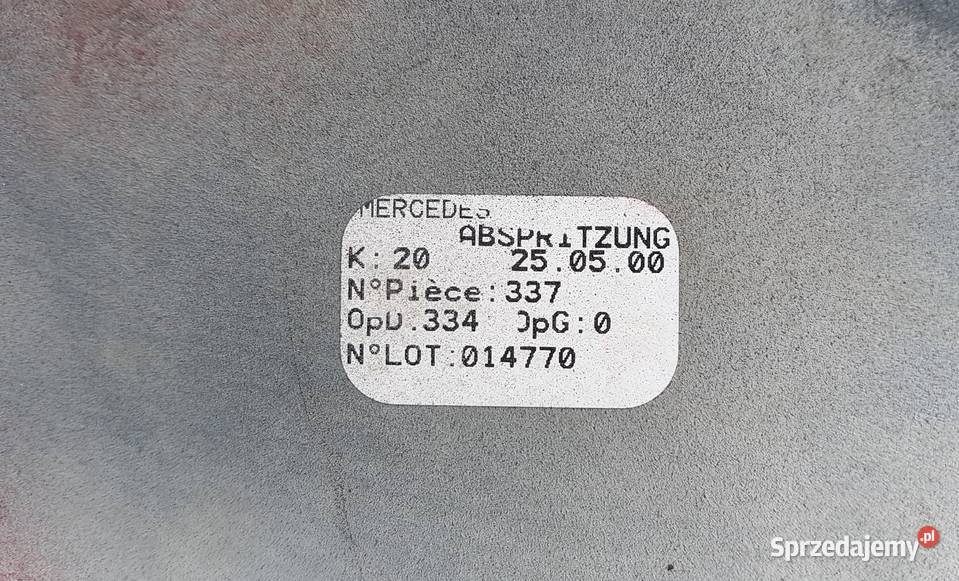 MERCEDES
ABSPRITZUNG
K: 20 25.05.00
N°Pièce:337
OpD.334 OpG:0
N°LOT:014770
Sprzedajemy.pl